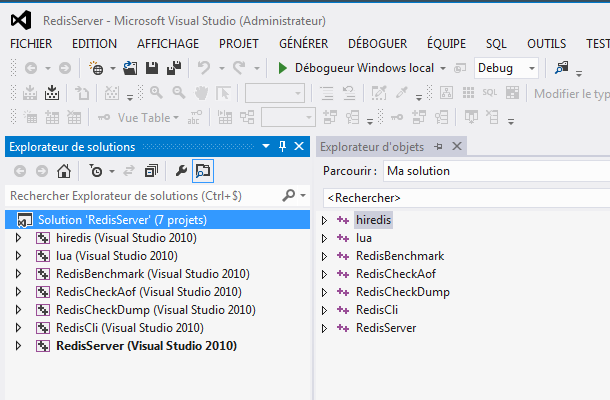 RedisServer - Microsoft Visual Studio (Administrateur)
FICHIER EDITION AFFICHAGE PROJET GÉNÉRER DÉBOGUER ÉQUIPE SQL OUTILS TEST
Débogueur Windows local Debug
SQL Modifier le typ
Vue Table
Explorateur de solutions
Explorateur d'objets
Parcourir : Ma solution
Rechercher Explorateur de solutions (Ctrl+$)
<Rechercher>
Solution 'RedisServer' (7 projets)
hiredis (Visual Studio 2010)
lua (Visual Studio 2010)
RedisBenchmark (Visual Studio 2010)
RedisCheckAof (Visual Studio 2010)
RedisCheckDump (Visual Studio 2010)
RedisCli (Visual Studio 2010)
RedisServer (Visual Studio 2010)
hiredis
lua
RedisBenchmark
RedisCheckAof
RedisCheckDump
RedisCli
RedisServer